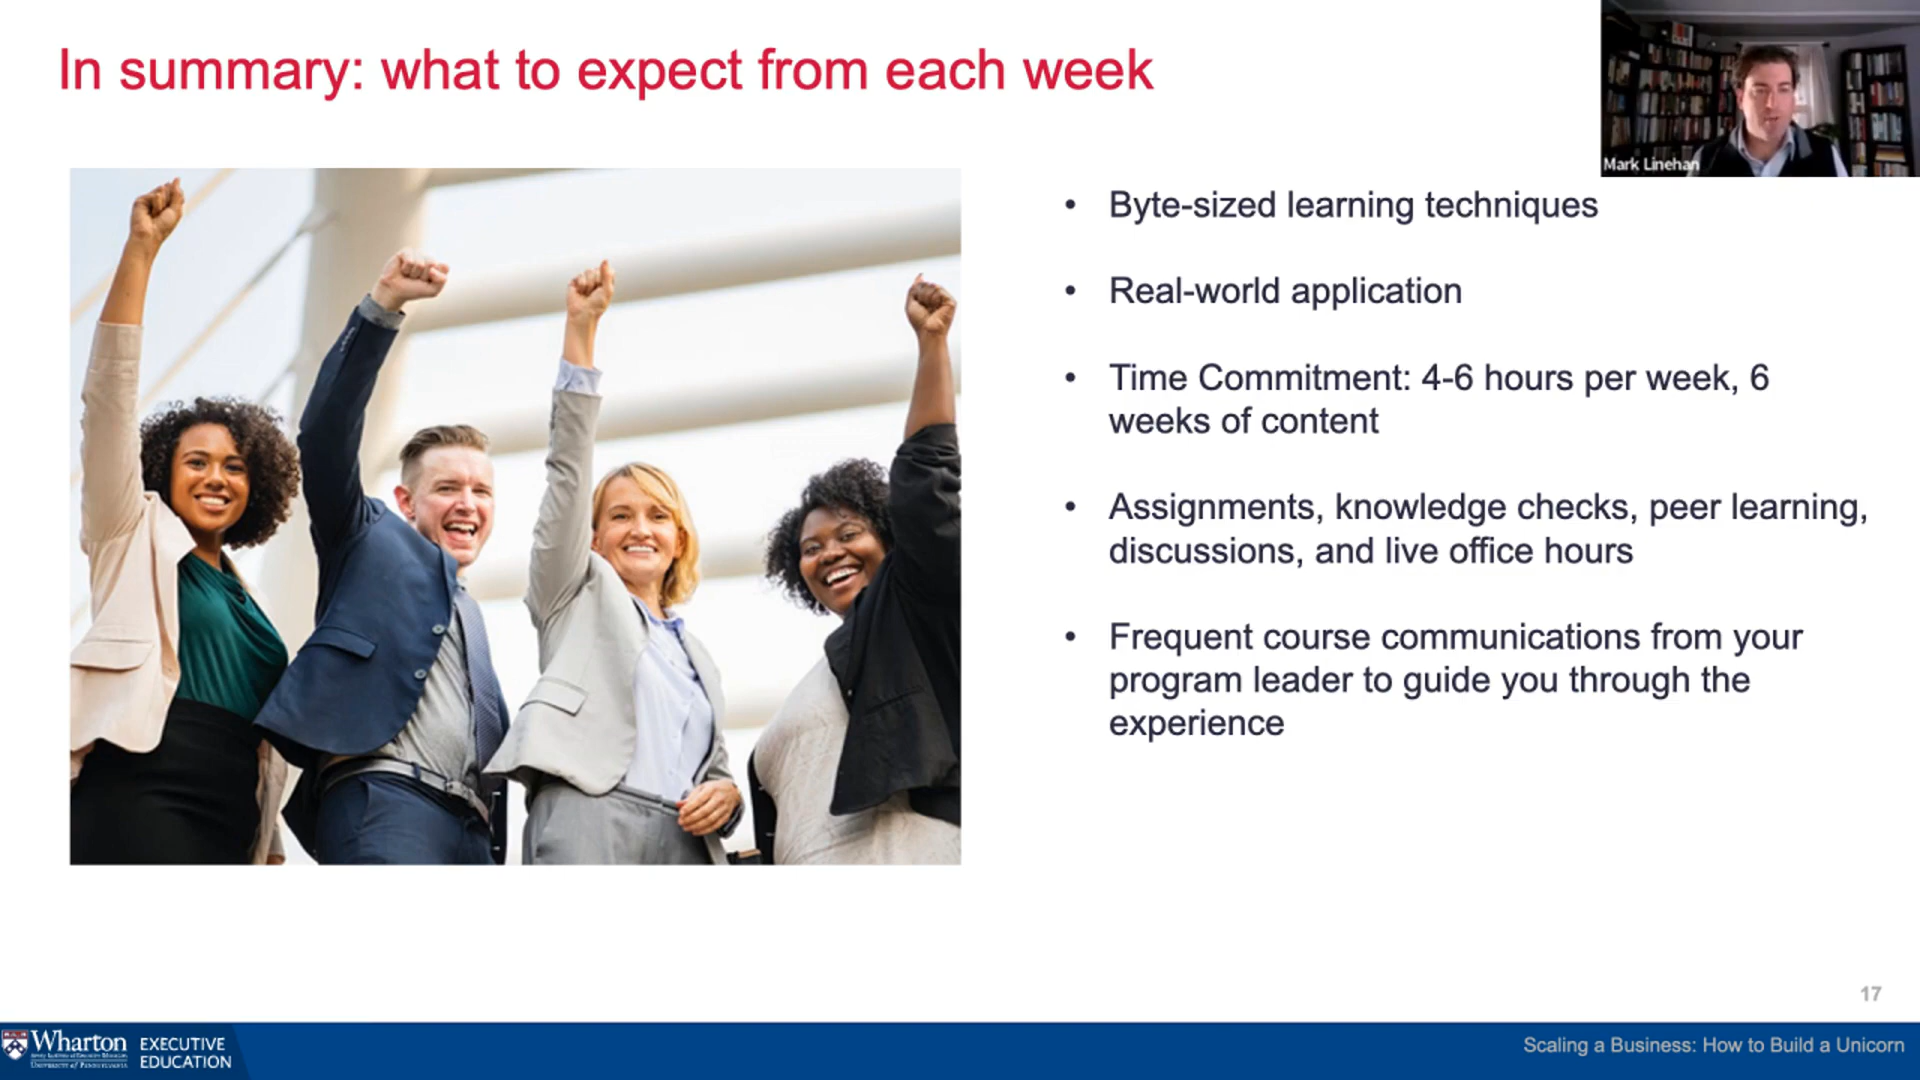 In summary: what to expect from each week
Mark Linehan
• Byte-sized learning techniques
• Real-world application
• Time Commitment: 4-6 hours per week, 6
weeks of content
• Assignments, knowledge checks, peer learning,
discussions, and live office hours
• Frequent course communications from your
program leader to guide you through the
experience
17
Wharton
UNIVERSITY of PENNSYLVANIA
EXECUTIVE
EDUCATION
Scaling a Business: How to Build a Unicorn